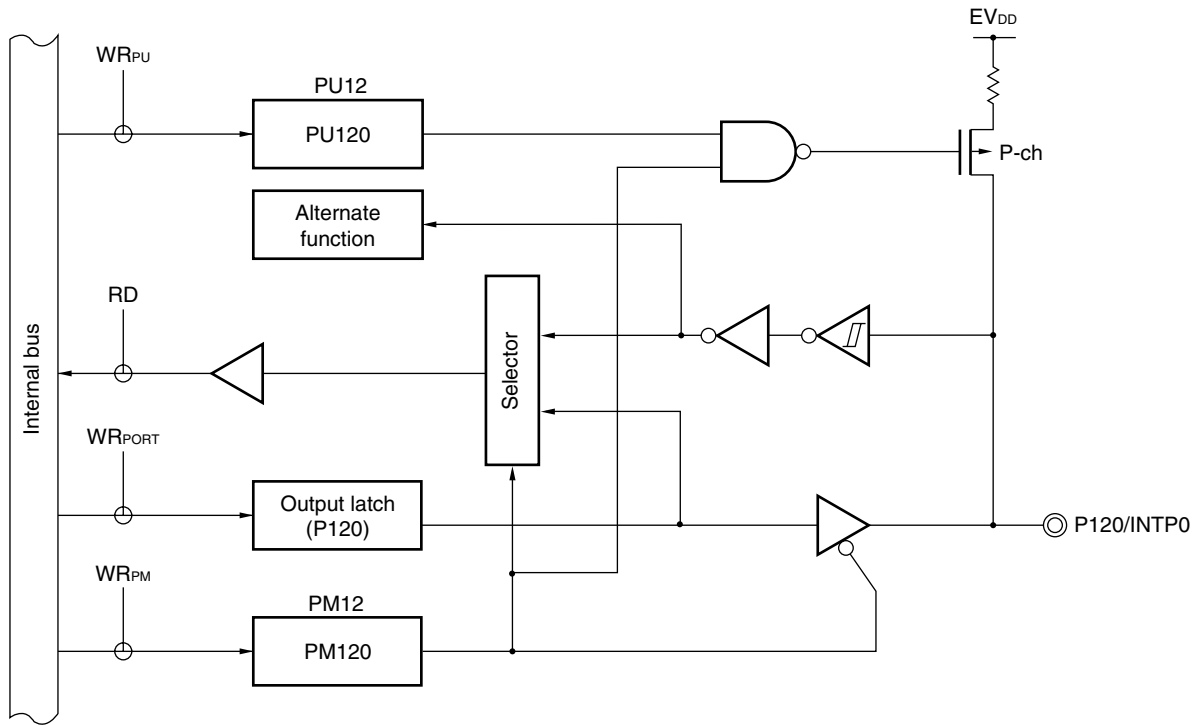 EVDD
WRPU
PU12
PU120
P-ch
Alternate
function
RD
Internal bus
Selector
WRPORT
Output latch
(P120)
P120/INTP0
WRPM
PM12
PM120